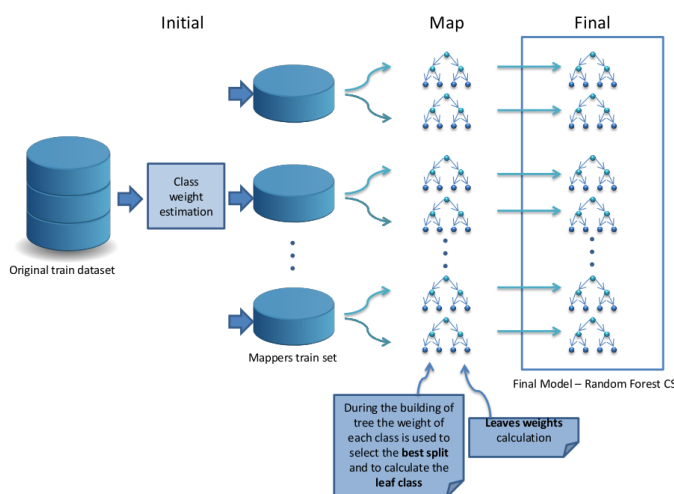 Initial
Map
Final
Class
weight
estimation
Original train dataset
Mappers train set
Final Model – Random Forest CS
During the building of
tree the weight of
each class is used to
select the best split
and to calculate the
leaf class
Leaves weights
calculation